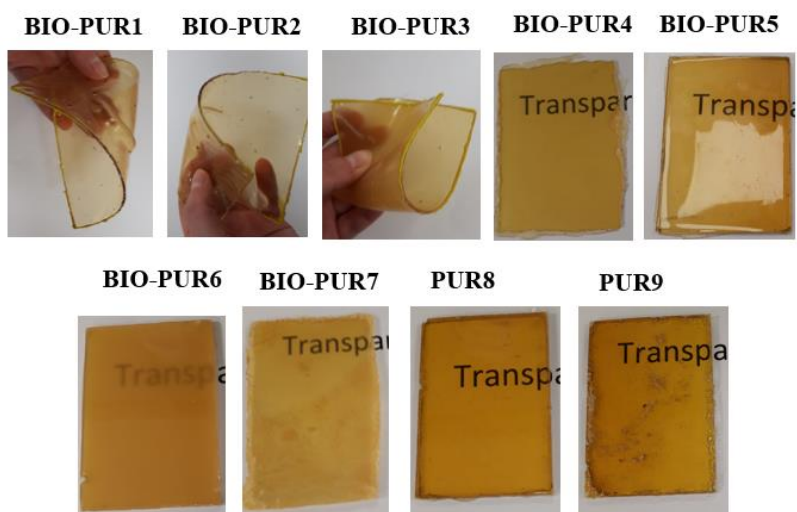 BIO-PUR1 BIO-PUR2 BIO-PUR3 BIO-PUR4 BIO-PUR5
Transpar Transpa
BIO-PUR6 BIO-PUR7 PUR8 PUR9
Transpa Transpar Transpa Transpa